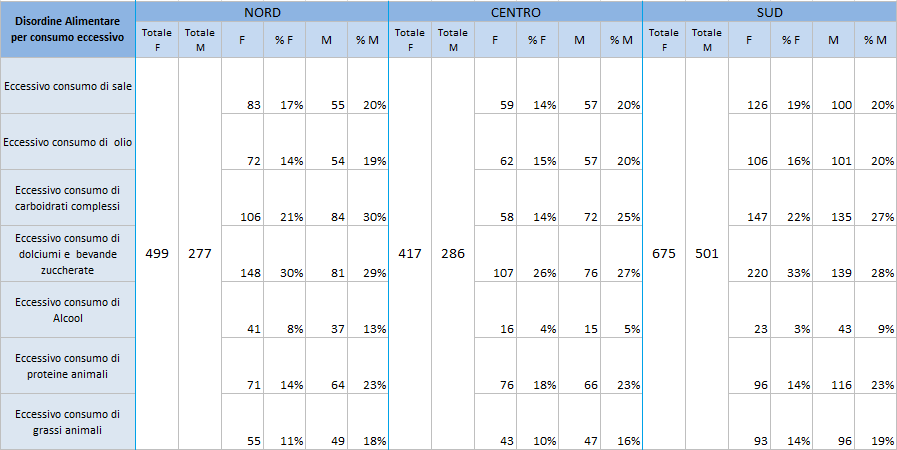 Disordine Alimentare per consumo eccessivo NORD CENTRO SUD
Totale F Totale M F % F M % M Totale F Totale M F % F M % M Totale F Totale M F % F M % M
Eccessivo consumo di sale 83 17% 55 20% 59 14% 57 20% 126 19% 100 20%
Eccessivo consumo di olio 72 14% 54 19% 62 15% 57 20% 106 16% 101 20%
Eccessivo consumo di carboidrati complessi 106 21% 84 30% 58 14% 72 25% 147 22% 135 27%
Eccessivo consumo di dolciumi e bevande zuccherate 499 277 148 30% 81 29% 417 286 107 26% 76 27% 675 501 220 33% 139 28%
Eccessivo consumo di Alcool 41 8% 37 13% 16 4% 15 5% 23 3% 43 9%
Eccessivo consumo di proteine animali 71 14% 64 23% 76 18% 66 23% 96 14% 116 23%
Eccessivo consumo di grassi animali 55 11% 49 18% 43 10% 47 16% 93 14% 96 19%